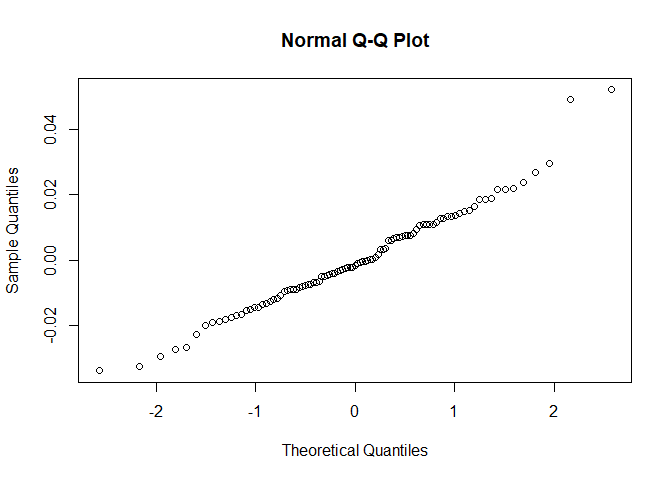 Normal Q-Q Plot
0.04
0.02
0.00
-0.02
Sample Quantiles
-2 -1 0 1 2
Theoretical Quantiles